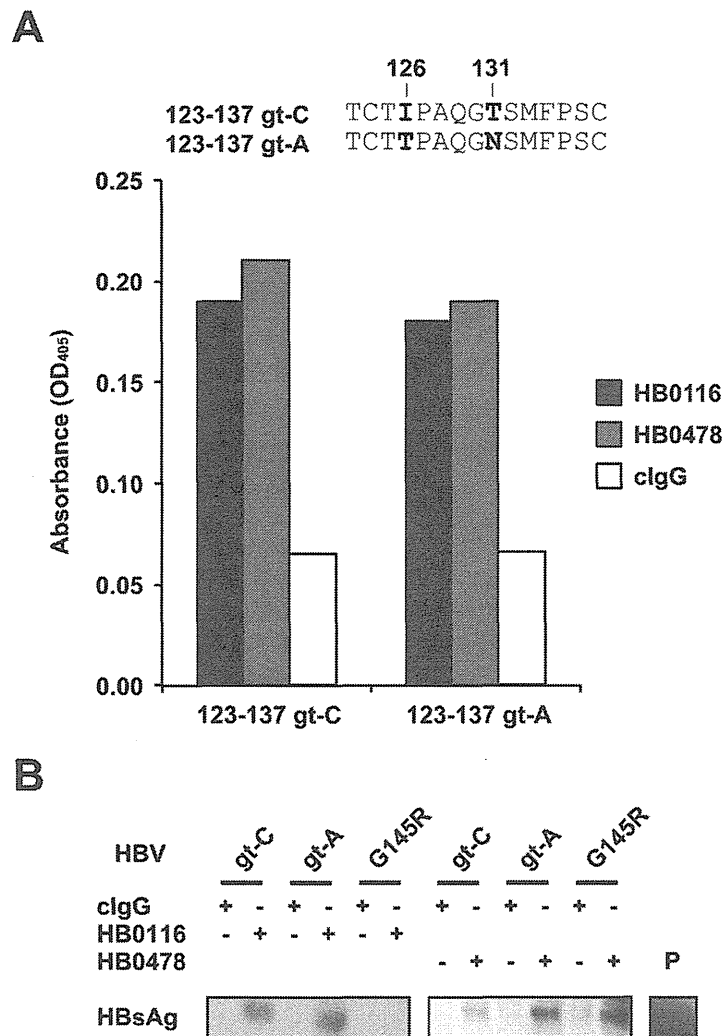 A
126 131
123-137 gt-C TCTIPAQGTSMFPSC
123-137 gt-A TCTTPAQGNSMFPSC
0.25
0.20
0.15
0.10
0.05
0.00
Absorbance (OD405)
HB0116
HB0478
cIgG
123-137 gt-C 123-137 gt-A
B
HBV gt-C gt-A G145R gt-C gt-A G145R
cIgG + - + - + - + - + - + -
HB0116 - + - + - +
HB0478 - + - + - + P
HBsAg